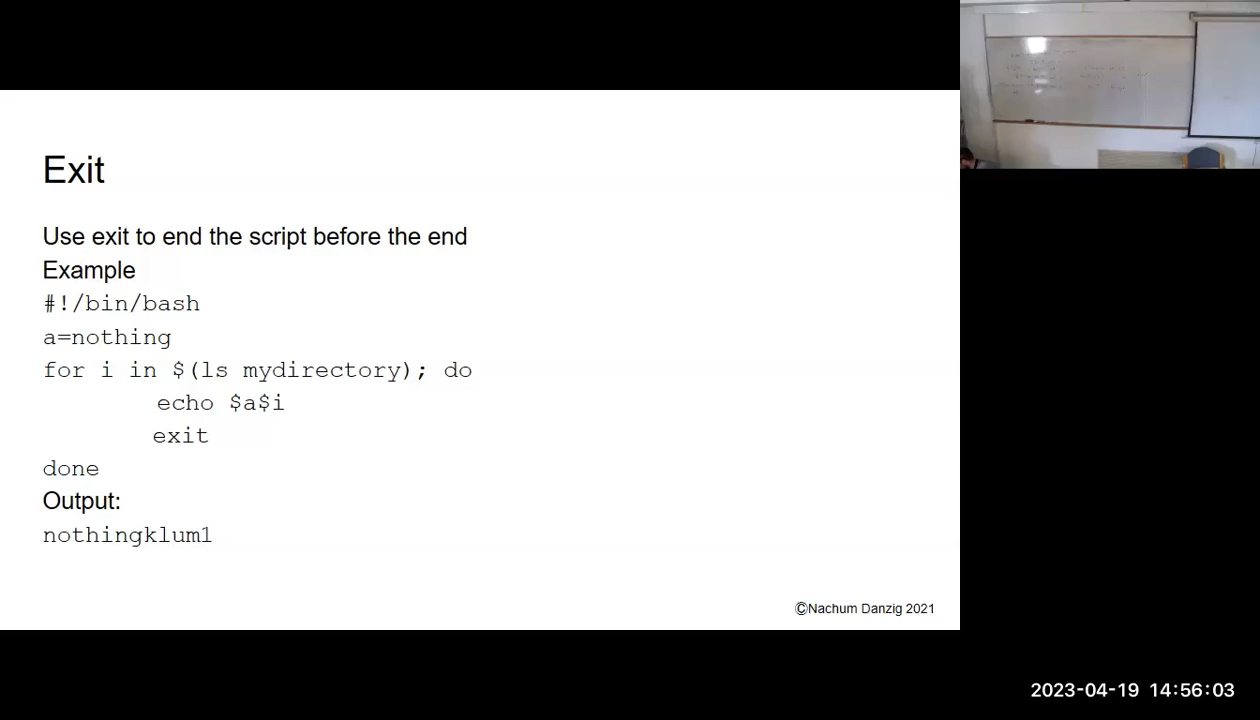 Exit
Use exit to end the script before the end
Example
#!/bin/bash
a=nothing
for i in $(ls mydirectory); do
echo $a$i
exit
done
Output:
nothingklum1
©Nachum Danzig 2021
2023-04-19 14:56:03